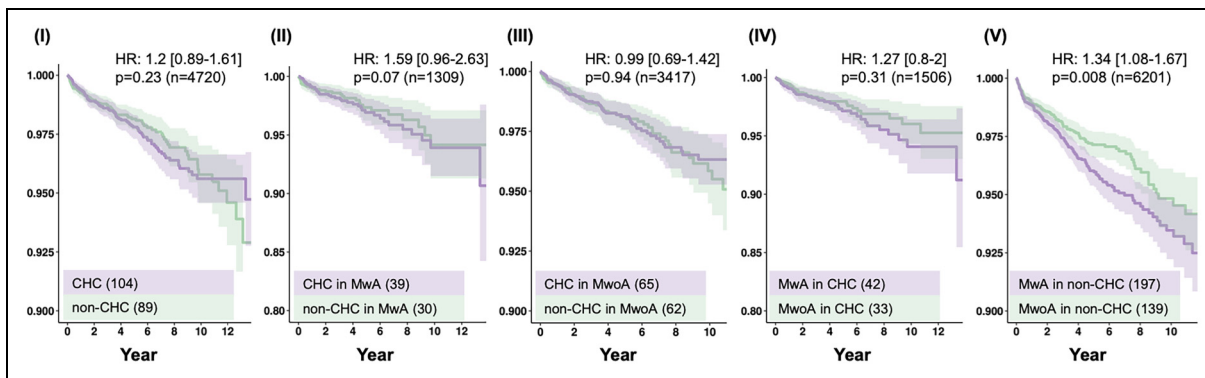 (I)
HR: 1.2 [0.89-1.61]
p=0.23 (n=4720)
1.000
0.975
0.950
0.925
0.900
CHC (104)
non-CHC (89)
0 2 4 6 8 10 12
Year
(II)
HR: 1.59 [0.96-2.63]
p=0.07 (n=1309)
1.00
0.95
0.90
0.85
0.80
CHC in MwA (39)
non-CHC in MwA (30)
0 2 4 6 8 10 12
Year
(III)
HR: 0.99 [0.69-1.42]
p=0.94 (n=3417)
1.000
0.975
0.950
0.925
0.900
CHC in MwoA (65)
non-CHC in MwoA (62)
0 2 4 6 8 10
Year
(IV)
HR: 1.27 [0.8-2]
p=0.31 (n=1506)
1.00
0.95
0.90
0.85
0.80
MwA in CHC (42)
MwoA in CHC (33)
0 2 4 6 8 10 12
Year
(V)
HR: 1.34 [1.08-1.67]
p=0.008 (n=6201)
1.000
0.975
0.950
0.925
0.900
MwA in non-CHC (197)
MwoA in non-CHC (139)
0 2 4 6 8 10
Year